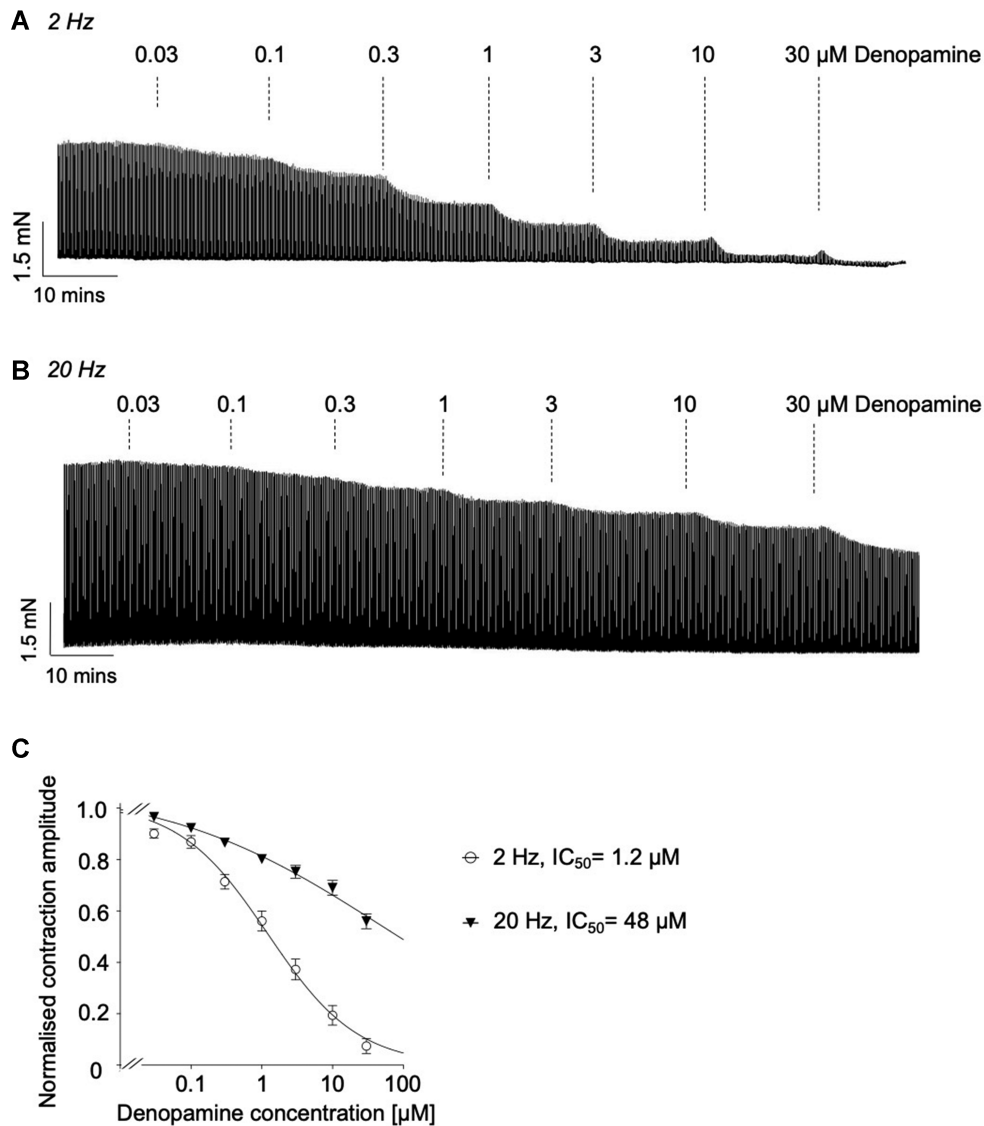 A 2 Hz
0.03 0.1 0.3 1 3 10 30 µM Denopamine
1.5 mN
10 mins
B 20 Hz
0.03 0.1 0.3 1 3 10 30 µM Denopamine
1.5 mN
10 mins
C
Normalised contraction amplitude
1.0
0.8
0.6
0.4
0.2
0
0.1 1 10 100
Denopamine concentration [µM]
2 Hz, IC50= 1.2 µM
20 Hz, IC50= 48 µM